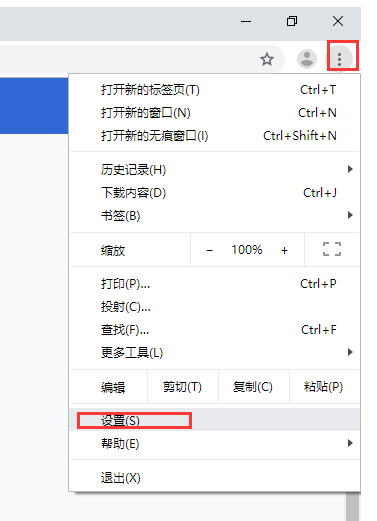 打开新的标签页(T) Ctrl+T
打开新的窗口(N) Ctrl+N
打开新的无痕窗口(I) Ctrl+Shift+N
历史记录(H)
下载内容(D) Ctrl+J
书签(B)
缩放 − 100% +
打印(P)... Ctrl+P
投射(C)...
查找(F)... Ctrl+F
更多工具(L)
编辑 剪切(T) 复制(C) 粘贴(P)
设置(S)
帮助(E)
退出(X)